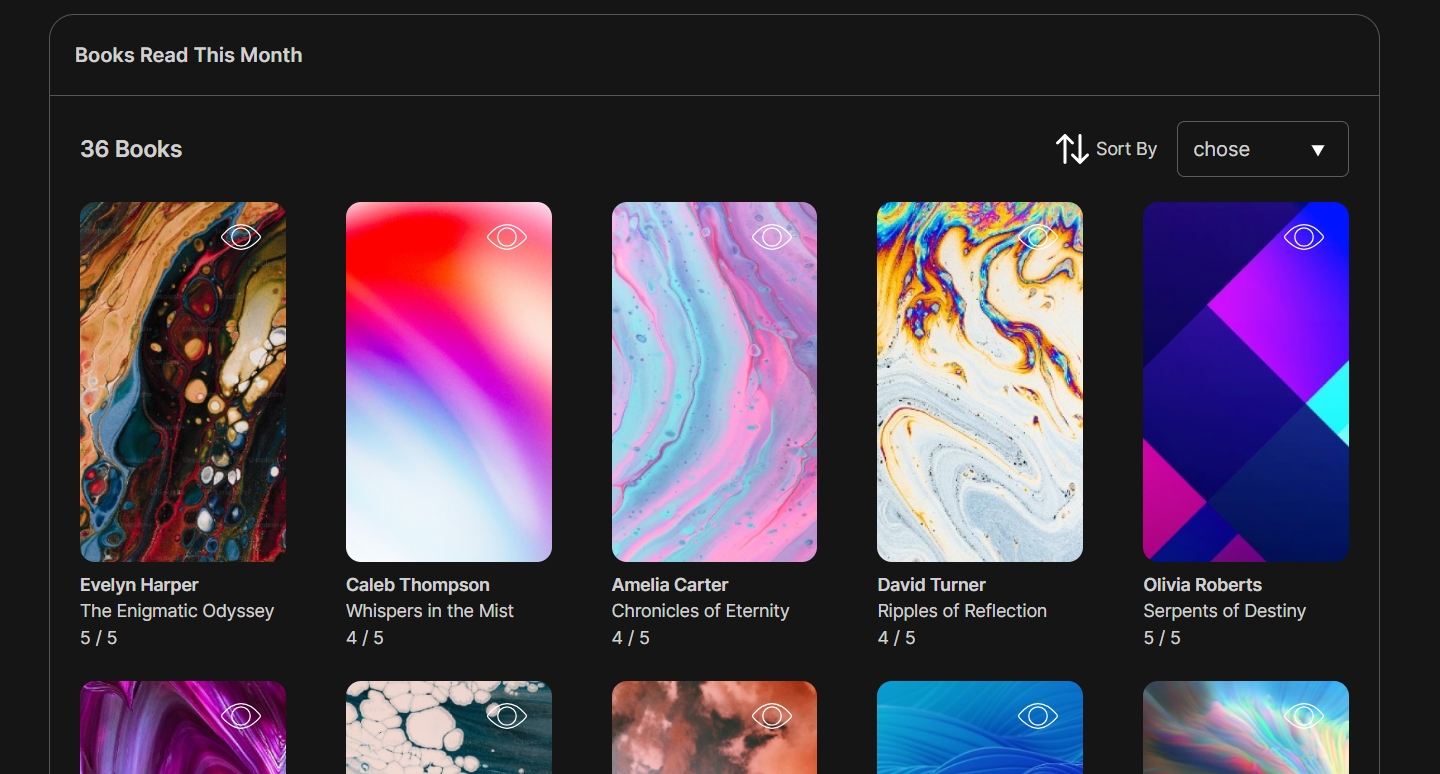 Books Read This Month
36 Books
Sort By
chose
Evelyn Harper
The Enigmatic Odyssey
5 / 5
Caleb Thompson
Whispers in the Mist
4 / 5
Amelia Carter
Chronicles of Eternity
4 / 5
David Turner
Ripples of Reflection
4 / 5
Olivia Roberts
Serpents of Destiny
5 / 5